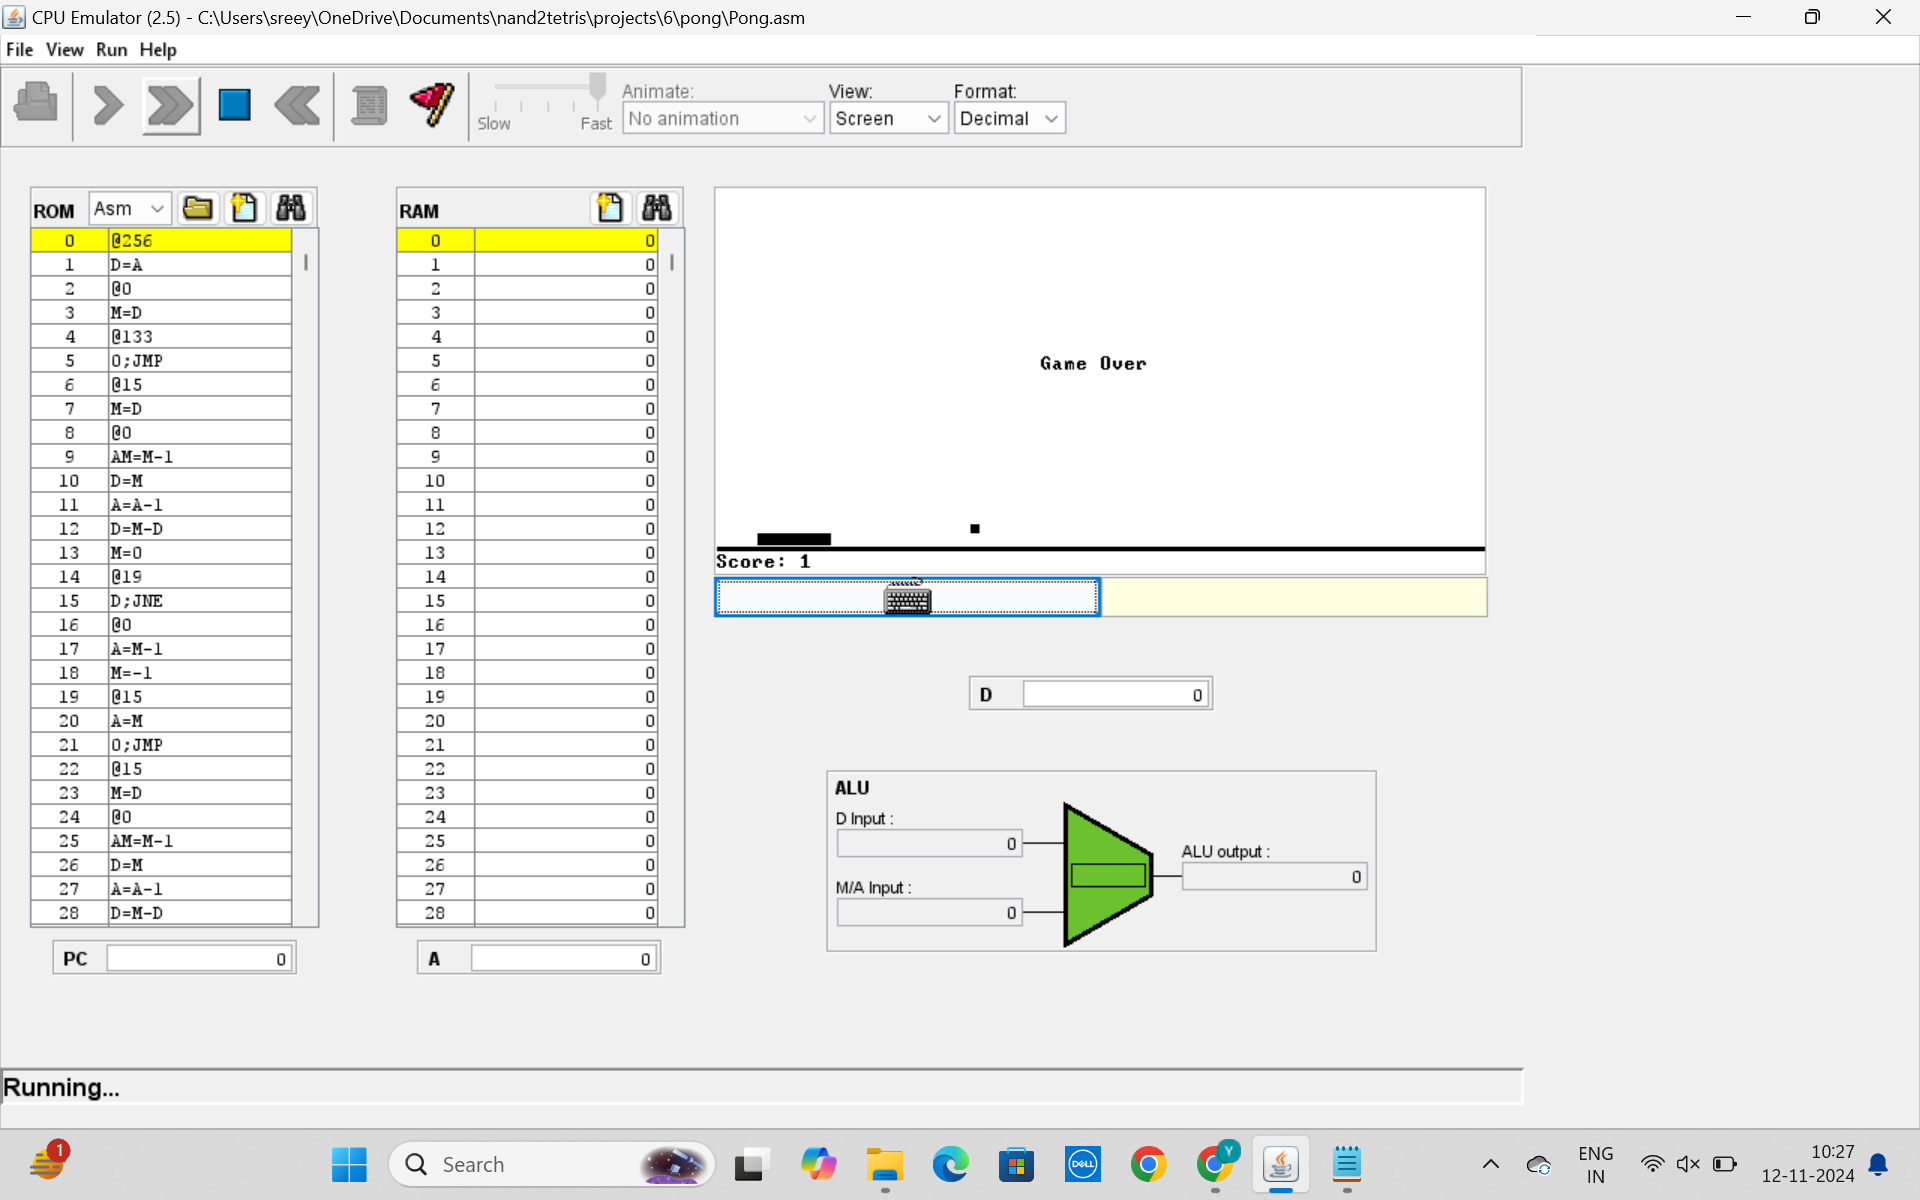 CPU Emulator (2.5) - C:\Users\sreey\OneDrive\Documents\nand2tetris\projects\6\pong\Pong.asm
File View Run Help
Slow Fast
Animate: No animation
View: Screen
Format: Decimal
ROM Asm
0 @256
1 D=A
2 @0
3 M=D
4 @133
5 0;JMP
6 @15
7 M=D
8 @0
9 AM=M-1
10 D=M
11 A=A-1
12 D=M-D
13 M=0
14 @19
15 D;JNE
16 @0
17 A=M-1
18 M=-1
19 @15
20 A=M
21 0;JMP
22 @15
23 M=D
24 @0
25 AM=M-1
26 D=M
27 A=A-1
28 D=M-D
PC 0
RAM
0 0
1 0
2 0
3 0
4 0
5 0
6 0
7 0
8 0
9 0
10 0
11 0
12 0
13 0
14 0
15 0
16 0
17 0
18 0
19 0
20 0
21 0
22 0
23 0
24 0
25 0
26 0
27 0
28 0
A 0
Game Over
Score: 1
D 0
ALU
D Input :
0
M/A Input :
0
ALU output :
0
Running...
1
Search
DELL
Y
ENG
IN
10:27
12-11-2024